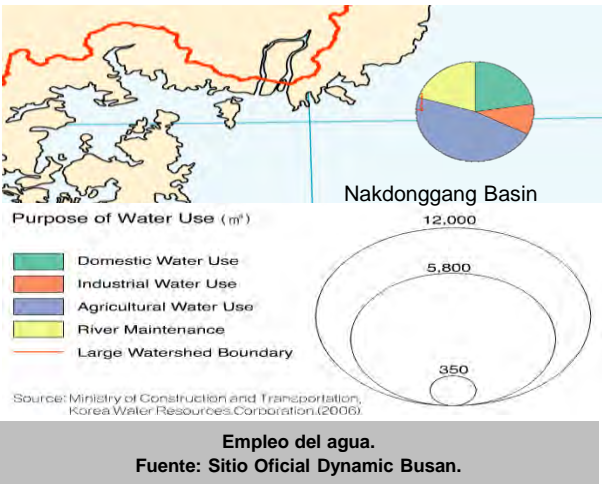 Nakdonggang Basin
Purpose of Water Use (㎥)
12,000
Domestic Water Use
5,800
Industrial Water Use
Agricultural Water Use
River Maintenance
Large Watershed Boundary
350
Source: Ministry of Construction and Transportation,
Korea Water Resources Corporation.(2006).
Empleo del agua.
Fuente: Sitio Oficial Dynamic Busan.